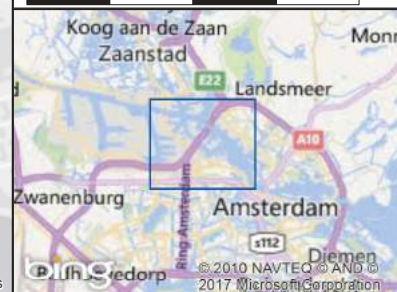 Koog aan de Zaan
Zaanstad
Monn
E22
Landsmeer
d
A10
Zwanenburg
Ring Amsterdam
Amsterdam
s112
Diemen
P
bing
© 2010 NAVTEQ © AND ©
2017 Microsoft Corporation
s